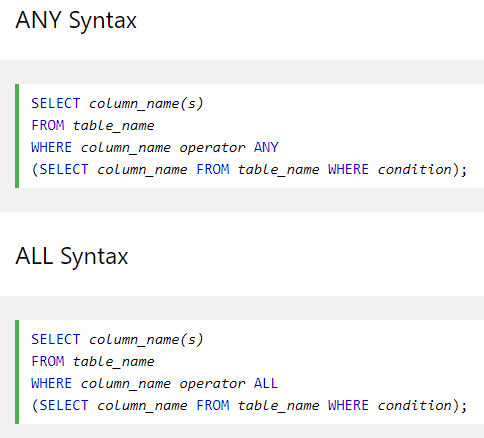 ANY Syntax
SELECT column_name(s)
FROM table_name
WHERE column_name operator ANY
(SELECT column_name FROM table_name WHERE condition);
ALL Syntax
SELECT column_name(s)
FROM table_name
WHERE column_name operator ALL
(SELECT column_name FROM table_name WHERE condition);